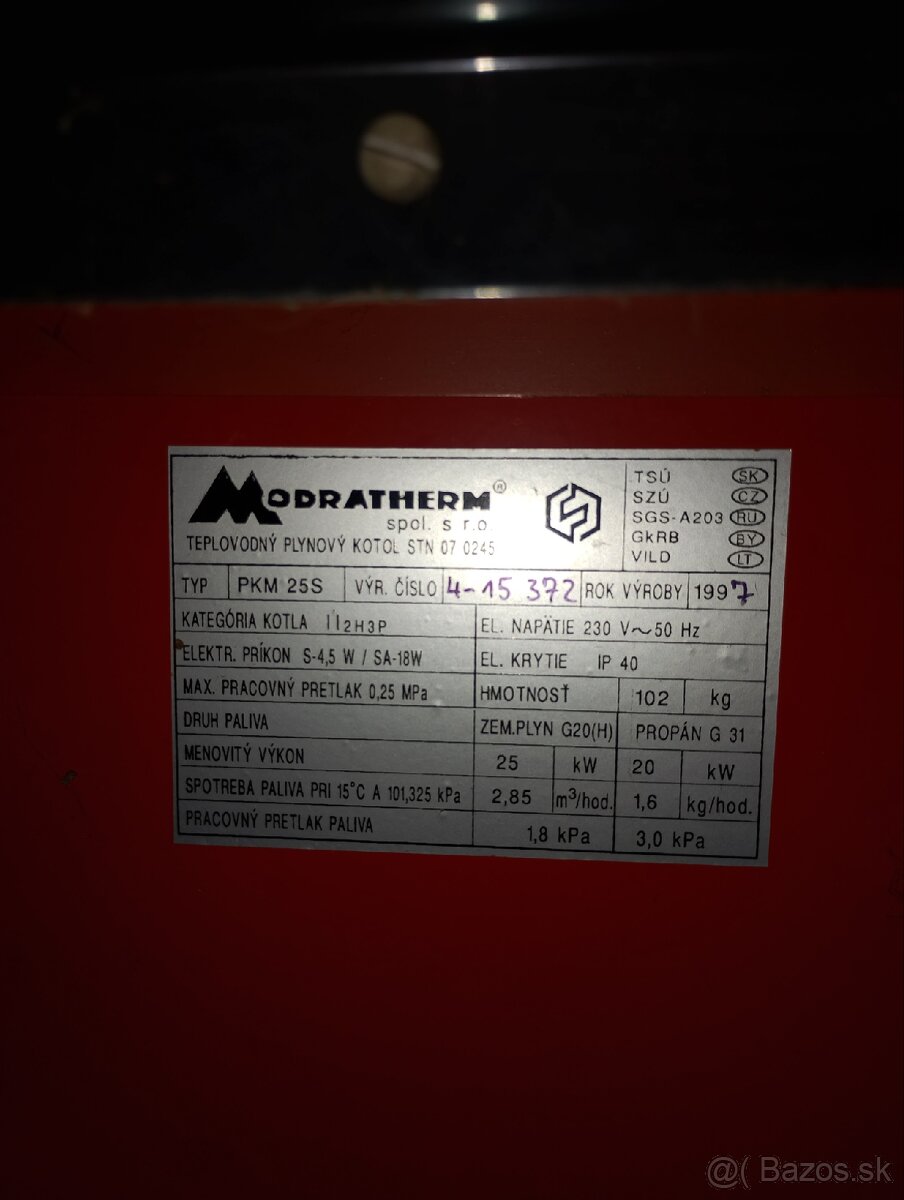 MODRATHERM®
spol. s r.o.
TEPLOVODNÝ PLYNOVÝ KOTOL STN 07 0245
TSÚ SK
SZÚ CZ
SGS-A203 RU
GkRB BY
VILD LT
TYP PKM 25S VÝR. ČÍSLO 4-15 372 ROK VÝROBY 1997
KATEGÓRIA KOTLA II2H3P EL. NAPÄTIE 230 V~50 Hz
ELEKTR. PRÍKON S-4,5 W / SA-18W EL. KRYTIE IP 40
MAX. PRACOVNÝ PRETLAK 0,25 MPa HMOTNOSŤ 102 kg
DRUH PALIVA ZEM.PLYN G20(H) PROPÁN G 31
MENOVITÝ VÝKON 25 kW 20 kW
SPOTREBA PALIVA PRI 15°C A 101,325 kPa 2,85 m³/hod. 1,6 kg/hod.
PRACOVNÝ PRETLAK PALIVA 1,8 kPa 3,0 kPa
@( Bazos.sk